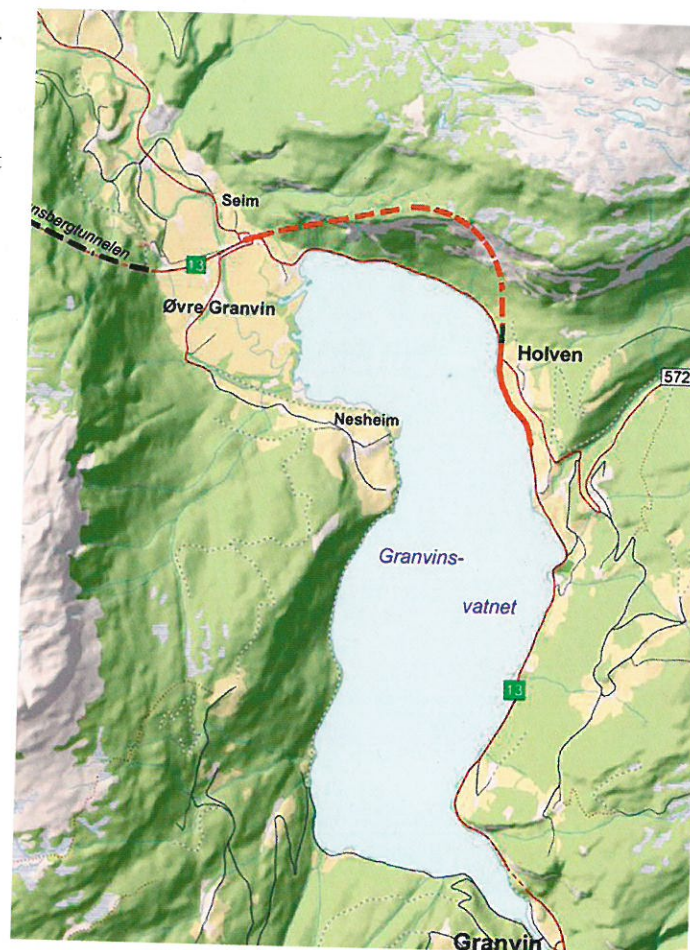 Seim
nsbergtunnelen
13
Øvre Granvin
Holven
572
Nesheim
Granvins-
vatnet
13
Granvin